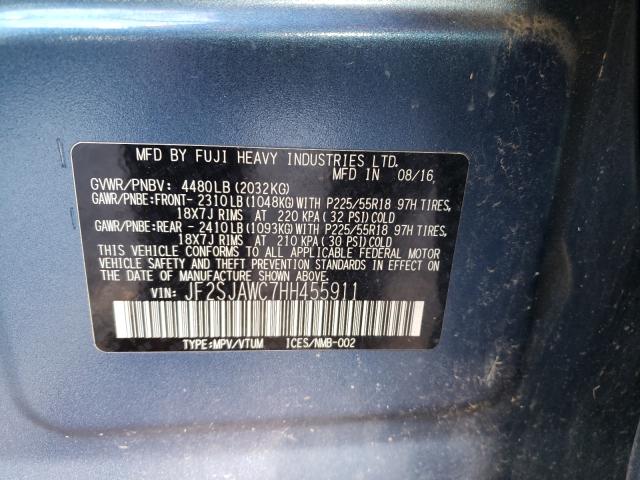 MFD BY FUJI HEAVY INDUSTRIES LTD.
MFD IN 08/16
GVWR/PNBV: 4480LB (2032KG)
GAWR/PNBE:FRONT- 2310LB (1048KG) WITH P225/55R18 97H TIRES,
18X7J RIMS AT 220 KPA (32 PSI) COLD
GAWR/PNBE:REAR - 2410LB (1093KG) WITH P225/55R18 97H TIRES,
18X7J RIMS AT 210 KPA (30 PSI) COLD
THIS VEHICLE CONFORMS TO ALL APPLICABLE FEDERAL MOTOR
VEHICLE SAFETY AND THEFT PREVENTION STANDARDS IN EFFECT ON
THE DATE OF MANUFACTURE SHOWN ABOVE.
VIN: JF2SJAWC7HH455911
TYPE:MPV/VTUM ICES/NMB-002